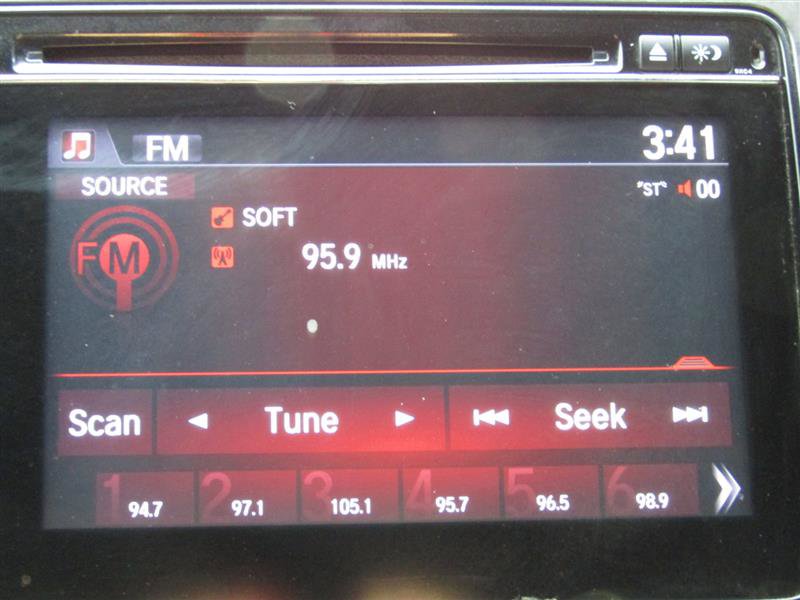 FM 3:41
SOURCE "ST" 00
SOFT
FM
95.9 MHz
Scan Tune Seek
1 94.7 2 97.1 3 105.1 4 95.7 5 96.5 6 98.9